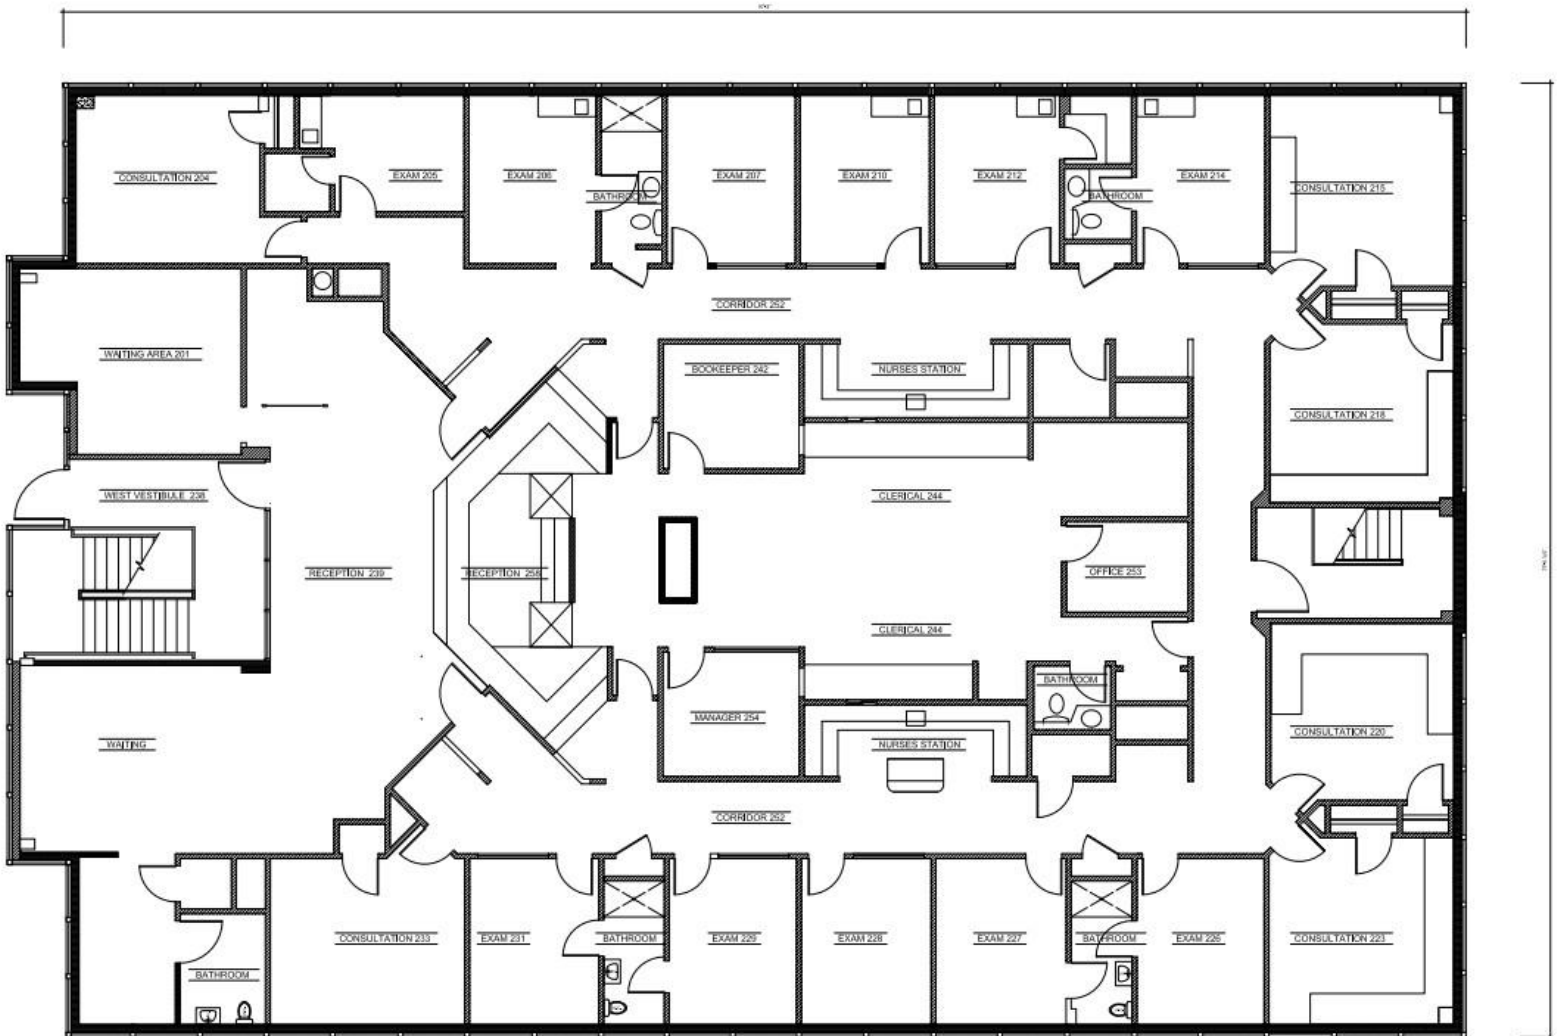 CONSULTATION 204
EXAM 205
EXAM 206
BATHROOM
EXAM 207
EXAM 210
EXAM 212
BATHROOM
EXAM 214
CONSULTATION 215
CORRIDOR 252
WAITING AREA 201
BOOKEEPER 242
NURSES STATION
CONSULTATION 218
WEST VESTIBULE 238
CLERICAL 244
RECEPTION 239
RECEPTION 258
OFFICE 253
CLERICAL 244
BATHROOM
MANAGER 254
WAITING
NURSES STATION
CONSULTATION 220
CORRIDOR 252
CONSULTATION 233
EXAM 231
BATHROOM
EXAM 229
EXAM 228
EXAM 227
BATHROOM
EXAM 226
CONSULTATION 223
BATHROOM